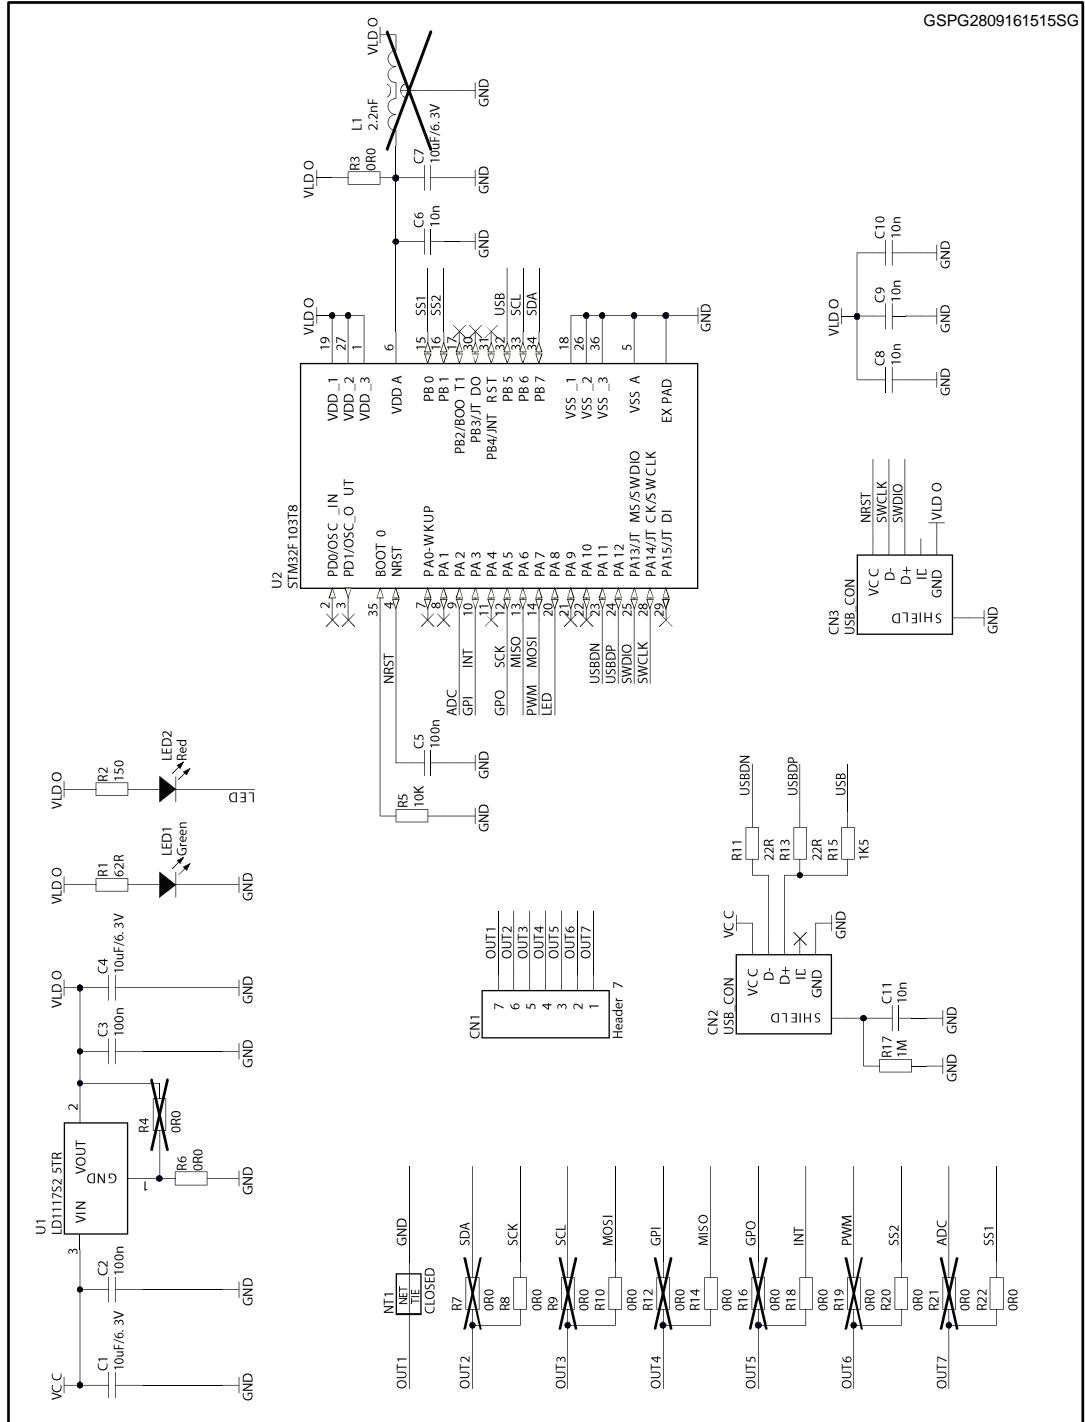 GSPG2809161515SG
VLD O
L1
2.2nF
GND
VLD O
R3
0R0
C7
10uF/6.3V
GND
C6
10n
GND
VLD O
SS1
SS2
USB
SCL
SDA
GND
19
27
1
6
15
16
17
30
31
32
33
34
18
26
36
5
VDD _1
VDD _2
VDD _3
VDD A
PB 0
PB 1
PB2/BOO T1
PB3/JT DO
PB4/JNT RST
PB 5
PB 6
PB 7
VSS _1
VSS _2
VSS _3
VSS A
EX PAD
U2
STM32F 103T8
PD0/OSC _IN
PD1/OSC_O UT
BOOT 0
NRST
PA0-WKUP
PA 1
PA 2
PA 3
PA 4
PA 5
PA 6
PA 7
PA 8
PA 9
PA 10
PA 11
PA 12
PA13/JT MS/SWDIO
PA14/JT CK/SWCLK
PA15/JT DI
2
3
35
4
7
8
9
10
11
12
13
14
20
21
22
23
24
25
28
29
NRST
ADC
GPI
INT
GPO
SCK
MISO
PWM
MOSI
LED
USBDN
USBDP
SWDIO
SWCLK
C5
100n
GND
R5
10K
GND
VLD O
C10
10n
GND
C9
10n
GND
C8
10n
GND
NRST
SWCLK
SWDIO
VLD O
CN3
USB_CON
VC C
D-
D+
ID
GND
SHIELD
GND
VLD O
R2
150
LED2
Red
LED
VLD O
R1
62R
LED1
Green
GND
VLD O
C4
10uF/6. 3V
GND
C3
100n
GND
R4
0R0
R6
0R0
GND
U1
LD1117S2 5TR
VIN
VOUT
GND
3
2
1
C2
100n
GND
VC C
C1
10uF/6. 3V
GND
OUT1
OUT2
OUT3
OUT4
OUT5
OUT6
OUT7
CN1
7
6
5
4
3
2
1
Header 7
USBDN
USBDP
USB
R11
22R
R13
22R
R15
1K5
VC C
GND
CN2
USB_CON
VC C
D-
D+
ID
GND
SHIELD
C11
10n
GND
R17
1M
GND
OUT1
NT1
NET
TIE
CLOSED
GND
OUT2
R7
0R0
SDA
R8
0R0
SCK
OUT3
R9
0R0
SCL
R10
0R0
MOSI
OUT4
R12
0R0
GPI
R14
0R0
MISO
OUT5
R16
0R0
GPO
R18
0R0
INT
OUT6
R19
0R0
PWM
R20
0R0
SS2
OUT7
R21
0R0
ADC
R22
0R0
SS1